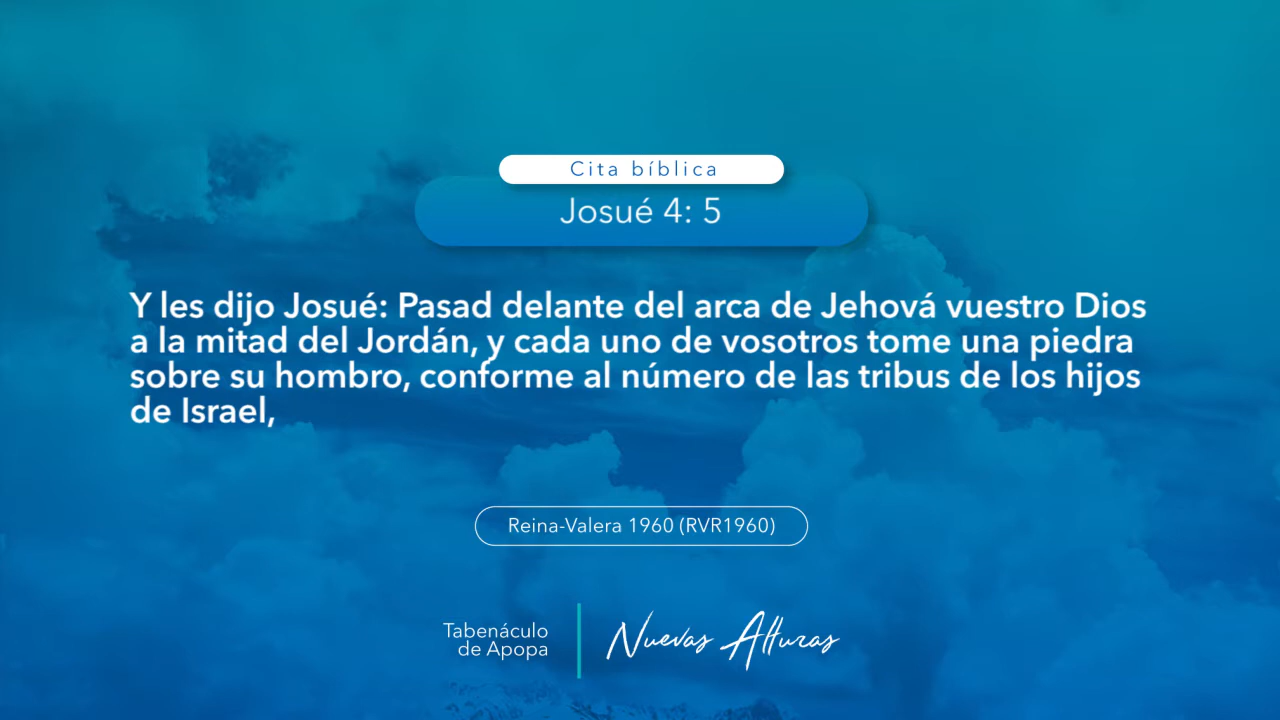 Cita bíblica
Josué 4: 5
Y les dijo Josué: Pasad delante del arca de Jehová vuestro Dios
a la mitad del Jordán, y cada uno de vosotros tome una piedra
sobre su hombro, conforme al número de las tribus de los hijos
de Israel,
Reina-Valera 1960 (RVR1960)
Tabenáculo
de Apopa
Nuevas Alturas